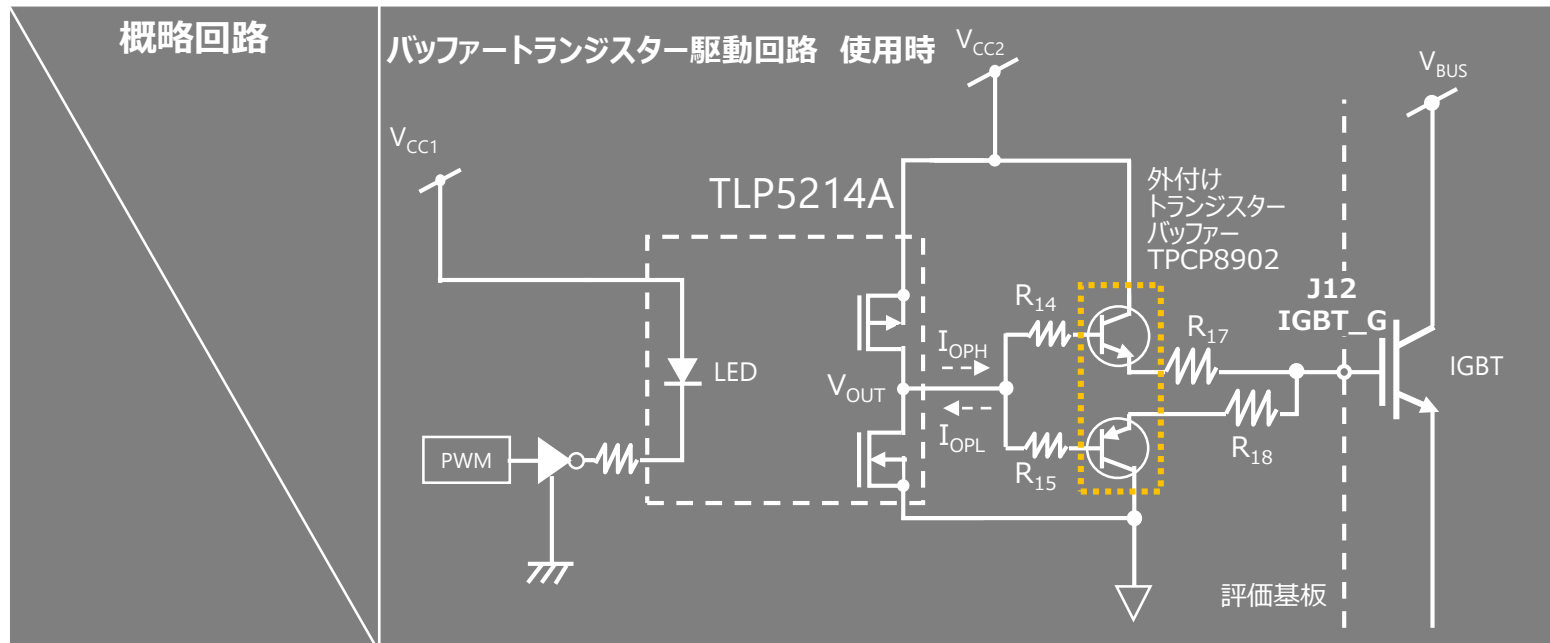 概略回路
バッファートランジスター駆動回路 使用時
VCC2
VBUS
VCC1
TLP5214A
外付け
トランジスター
バッファー
TPCP8902
J12
IGBT_G
R14
R17
IOPH
LED
VOUT
IGBT
IOPL
R18
PWM
R15
評価基板